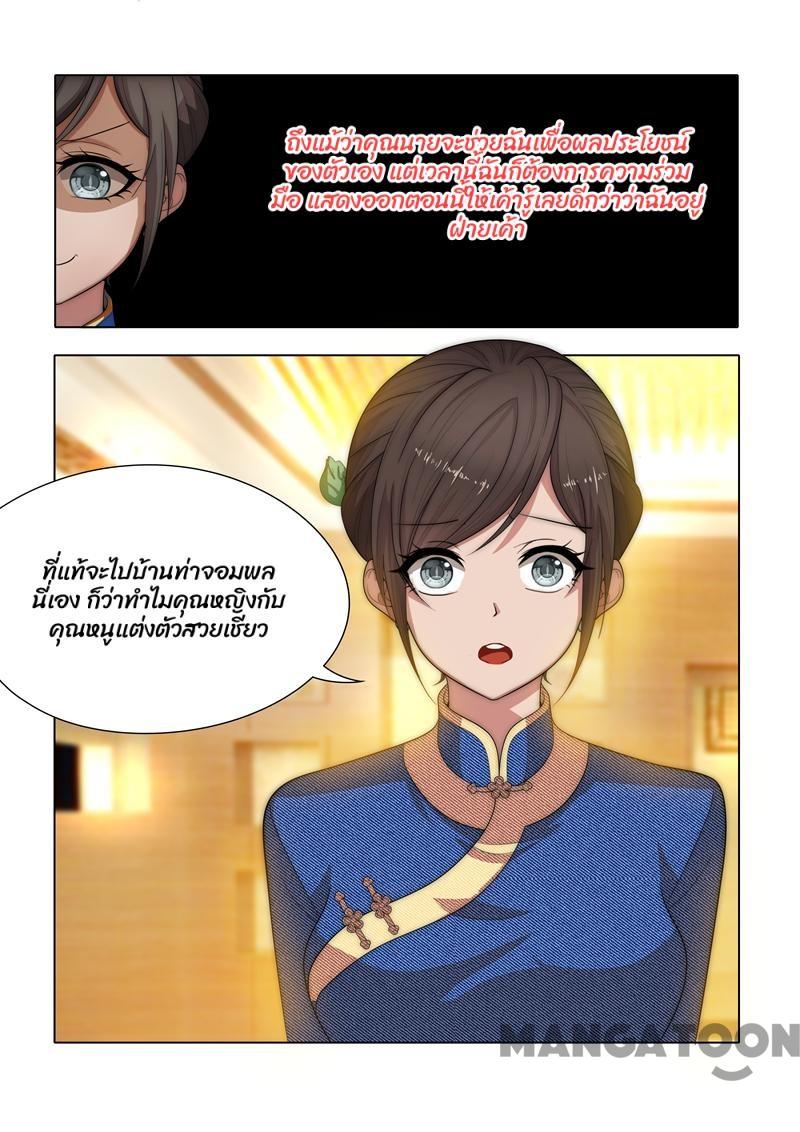 ถึงแม้ว่าคุณนายจะช่วยฉันเพื่อผลประโยชน์
ของตัวเอง แต่เวลานี้ฉันก็ต้องการความร่วม
มือ แสดงออกตอนนี้ให้เค้ารู้เลยดีกว่าว่าฉันอยู่
ฝ่ายเค้า
ที่แท้จะไปบ้านท่าจอมพล
นี่เอง ก็ว่าทำไมคุณหญิงกับ
คุณหนูแต่งตัวสวยเชียว
MANGATOON